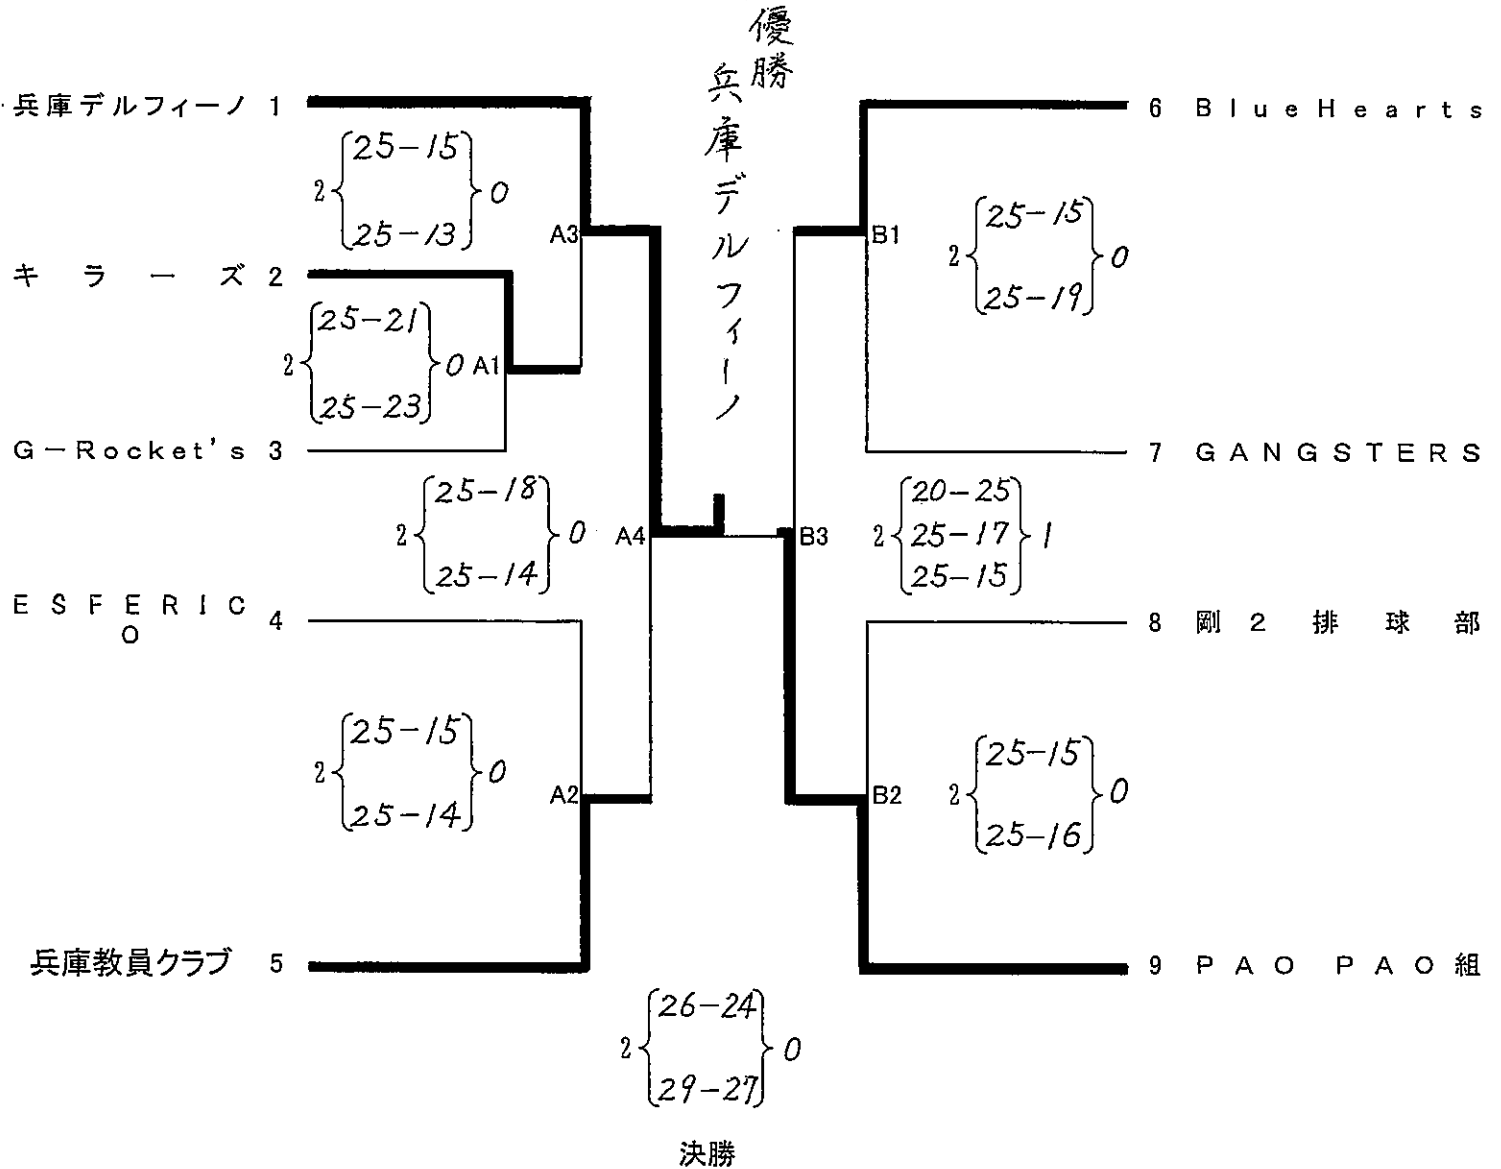 優勝
兵庫デルフィーノ
兵庫デルフィーノ 1
2 25-15 0
25-13
A3
キラーズ 2
2 25-21 0
25-23
A1
G-Rocket's 3
2 25-18 0
25-14
A4
ESFERIC
O
4
2 25-15 0
25-14
A2
兵庫教員クラブ 5
6 BlueHearts
B1
2 25-15 0
25-19
7 GANGSTERS
B3
20-25
2 25-17 1
25-15
8 剛2排球部
B2
2 25-15 0
25-16
9 PAO PAO組
2 26-24 0
29-27
決勝